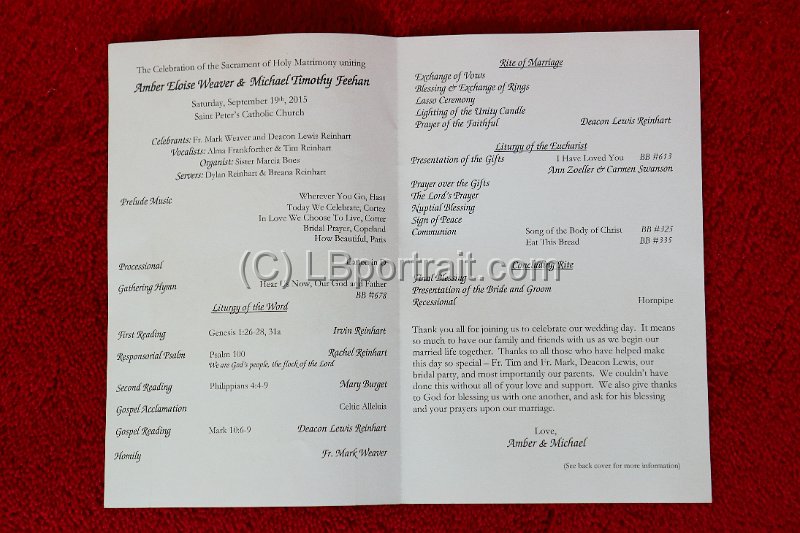 The Celebration of the Sacrament of Holy Matrimony uniting
Amber Eloise Weaver & Michael Timothy Feehan
Saturday, September 19th, 2015
Saint Peter's Catholic Church
Celebrants: Fr. Mark Weaver and Deacon Lewis Reinhart
Vocalists: Alma Frankforther & Tim Reinhart
Organist: Sister Marcia Boes
Servers: Dylan Reinhart & Breana Reinhart
Prelude Music Wherever You Go, Hass
Today We Celebrate, Cortez
In Love We Choose To Live, Cotter
Bridal Prayer, Copeland
How Beautiful, Paris
Processional Canon in D
Gathering Hymn Hear Us Now, Our God and Father
BB #678
Liturgy of the Word
First Reading Genesis 1:26-28, 31a Irvin Reinhart
Responsorial Psalm Psalm 100 Rachel Reinhart
We are God's people, the flock of the Lord
Second Reading Philippians 4:4-9 Mary Burget
Gospel Acclamation Celtic Alleluia
Gospel Reading Mark 10:6-9 Deacon Lewis Reinhart
Homily Fr. Mark Weaver
Rite of Marriage
Exchange of Vows
Blessing & Exchange of Rings
Lasso Ceremony
Lighting of the Unity Candle
Prayer of the Faithful Deacon Lewis Reinhart
Liturgy of the Eucharist
Presentation of the Gifts I Have Loved You BB #613
Ann Zoeller & Carmen Swanson
Prayer over the Gifts
The Lord's Prayer
Nuptial Blessing
Sign of Peace
Communion Song of the Body of Christ BB #325
Eat This Bread BB #335
Concluding Rite
Final Blessing
Presentation of the Bride and Groom
Recessional Hornpipe
Thank you all for joining us to celebrate our wedding day. It means
so much to have our family and friends with us as we begin our
married life together. Thanks to all those who have helped make
this day so special – Fr. Tim and Fr. Mark, Deacon Lewis, our
bridal party, and most importantly our parents. We couldn't have
done this without all of your love and support. We also give thanks
to God for blessing us with one another, and ask for his blessing
and your prayers upon our marriage.
Love,
Amber & Michael
(See back cover for more information)
(C) LBportrait.com